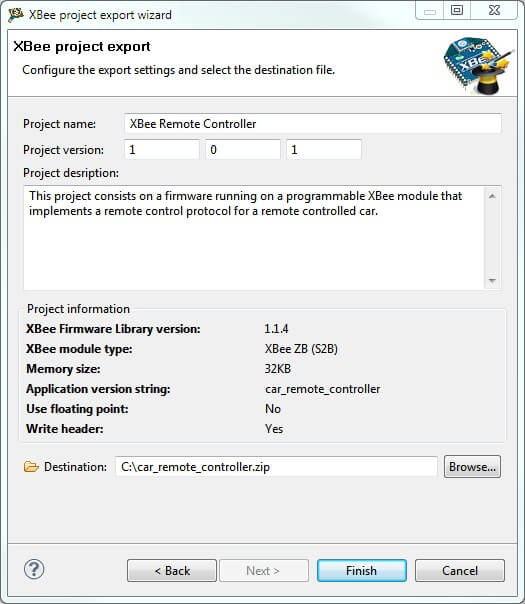 XBee project export wizard
XBee project export
Configure the export settings and select the destination file.
XBee
Project name: XBee Remote Controller
Project version: 1 0 1
Project desription:
This project consists on a firmware running on a programmable XBee module that
implements a remote control protocol for a remote controlled car.
Project information
XBee Firmware Library version: 1.1.4
XBee module type: XBee ZB (S2B)
Memory size: 32KB
Application version string: car_remote_controller
Use floating point: No
Write header: Yes
Destination: C:\car_remote_controller.zip Browse...
? < Back Next > Finish Cancel